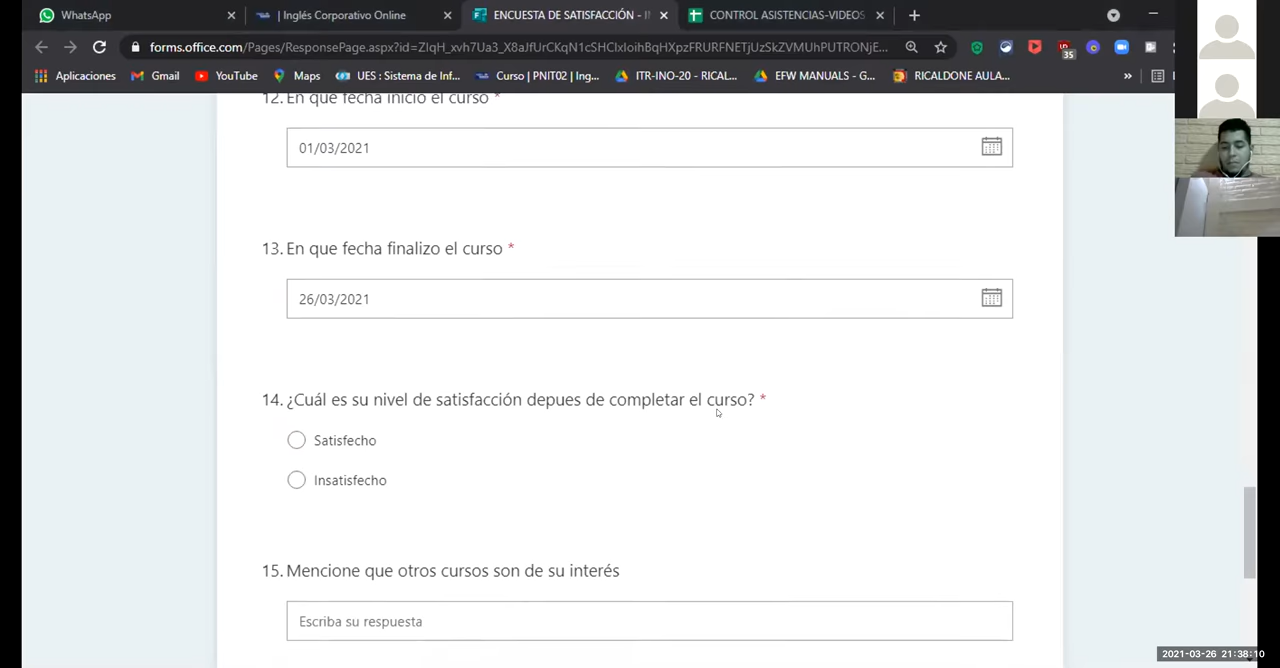 WhatsApp
| Inglés Corporativo Online
ENCUESTA DE SATISFACCIÓN - I
CONTROL ASISTENCIAS-VIDEOS
forms.office.com/Pages/ResponsePage.aspx?id=
35
Aplicaciones
Gmail
YouTube
Maps
UES : Sistema de Inf...
Curso | PNIT02 | Ing...
ITR-INO-20 - RICAL...
EFW MANUALS - G...
RICALDONE AULA...
»
12. En que fecha inicio el curso *
01/03/2021
13. En que fecha finalizo el curso *
26/03/2021
14. ¿Cuál es su nivel de satisfacción depues de completar el curso? *
Satisfecho
Insatisfecho
15. Mencione que otros cursos son de su interés
Escriba su respuesta
2021-03-26 21:38:10